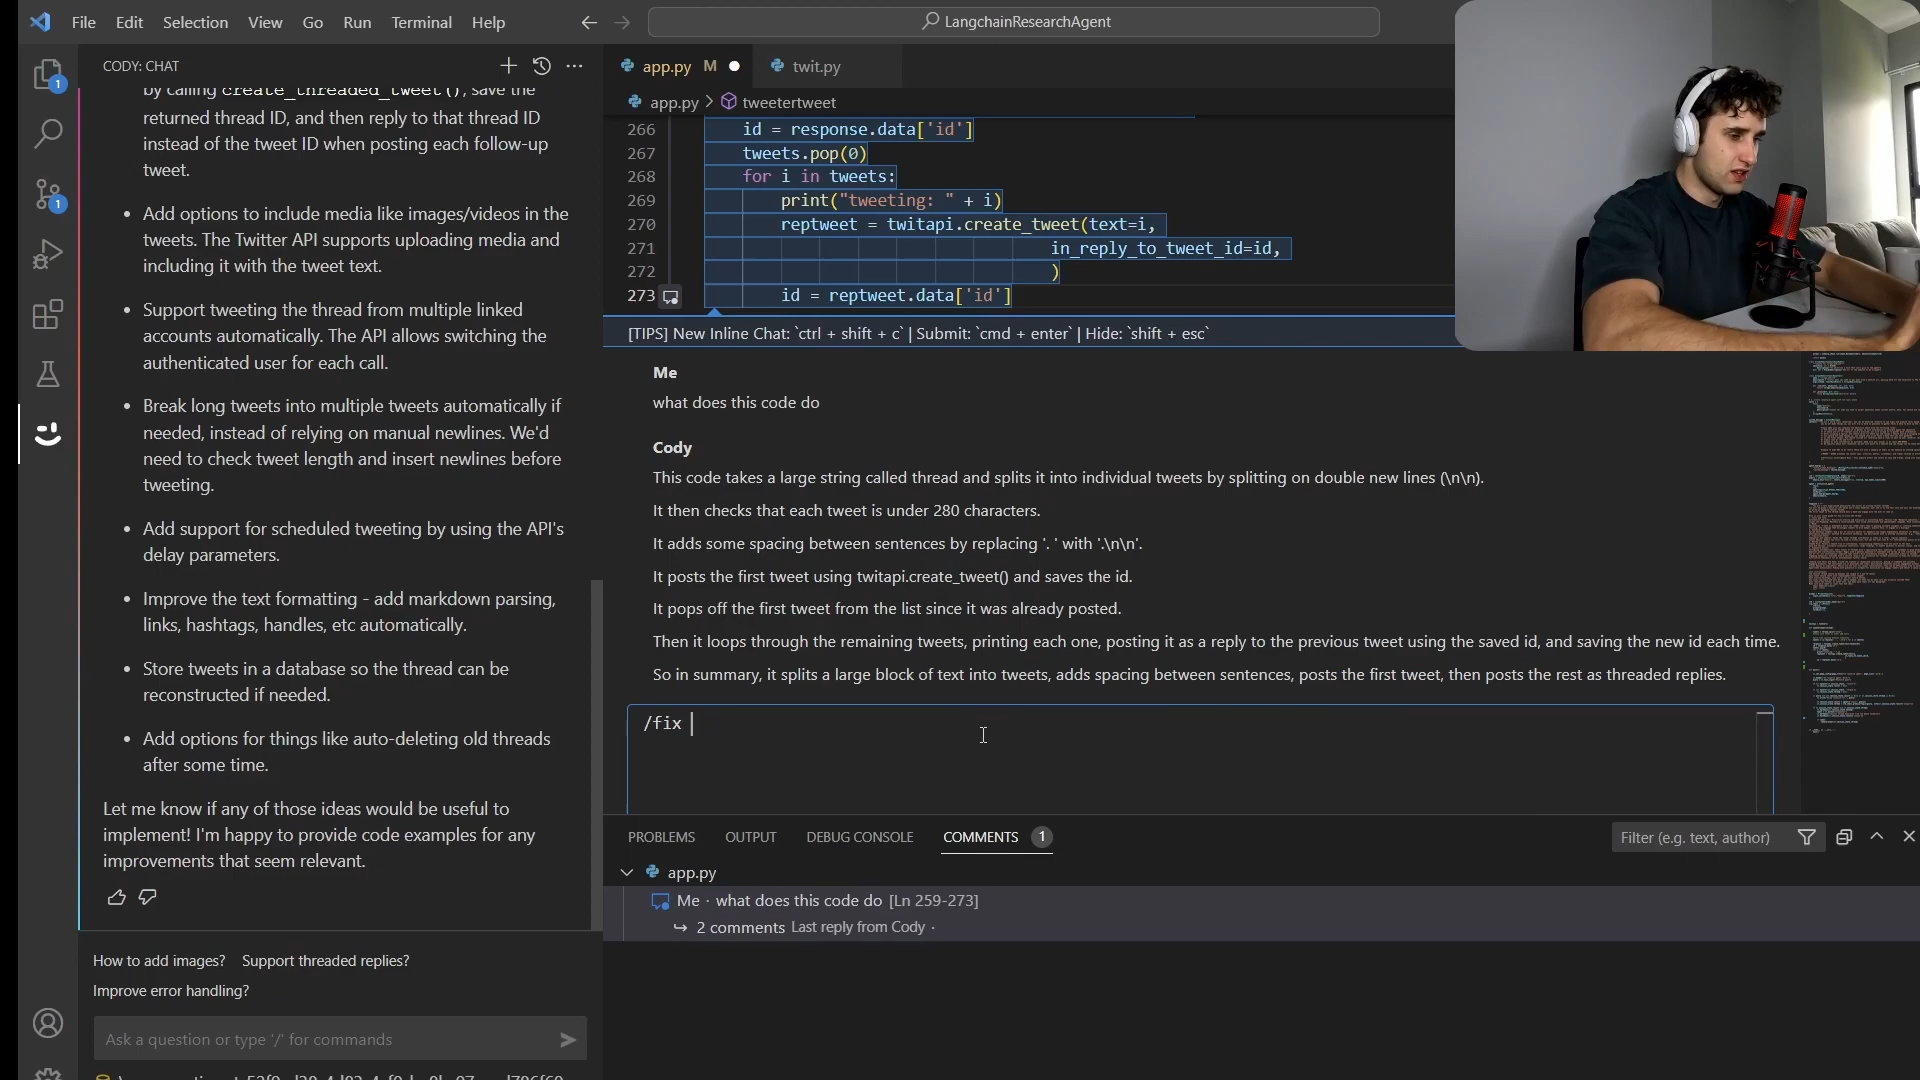 File Edit Selection View Go Run Terminal Help
LangchainResearchAgent
CODY: CHAT
by calling create_threaded_tweet(), save the
returned thread ID, and then reply to that thread ID
instead of the tweet ID when posting each follow-up
tweet.
• Add options to include media like images/videos in the
tweets. The Twitter API supports uploading media and
including it with the tweet text.
• Support tweeting the thread from multiple linked
accounts automatically. The API allows switching the
authenticated user for each call.
• Break long tweets into multiple tweets automatically if
needed, instead of relying on manual newlines. We'd
need to check tweet length and insert newlines before
tweeting.
• Add support for scheduled tweeting by using the API's
delay parameters.
• Improve the text formatting - add markdown parsing,
links, hashtags, handles, etc automatically.
• Store tweets in a database so the thread can be
reconstructed if needed.
• Add options for things like auto-deleting old threads
after some time.
Let me know if any of those ideas would be useful to
implement! I'm happy to provide code examples for any
improvements that seem relevant.
How to add images? Support threaded replies?
Improve error handling?
Ask a question or type '/' for commands
1
1
app.py M
twit.py
app.py > tweetertweet
266 id = response.data['id']
267 tweets.pop(0)
268 for i in tweets:
269 print("tweeting: " + i)
270 reptweet = twitapi.create_tweet(text=i,
271 in_reply_to_tweet_id=id,
272 )
273 id = reptweet.data['id']
[TIPS] New Inline Chat: `ctrl + shift + c` | Submit: `cmd + enter` | Hide: `shift + esc`
Me
what does this code do
Cody
This code takes a large string called thread and splits it into individual tweets by splitting on double new lines (\n\n).
It then checks that each tweet is under 280 characters.
It adds some spacing between sentences by replacing '. ' with '.\n\n'.
It posts the first tweet using twitapi.create_tweet() and saves the id.
It pops off the first tweet from the list since it was already posted.
Then it loops through the remaining tweets, printing each one, posting it as a reply to the previous tweet using the saved id, and saving the new id each time.
So in summary, it splits a large block of text into tweets, adds spacing between sentences, posts the first tweet, then posts the rest as threaded replies.
/fix
PROBLEMS OUTPUT DEBUG CONSOLE COMMENTS 1
Filter (e.g. text, author)
app.py
Me · what does this code do [Ln 259-273]
2 comments Last reply from Cody ·